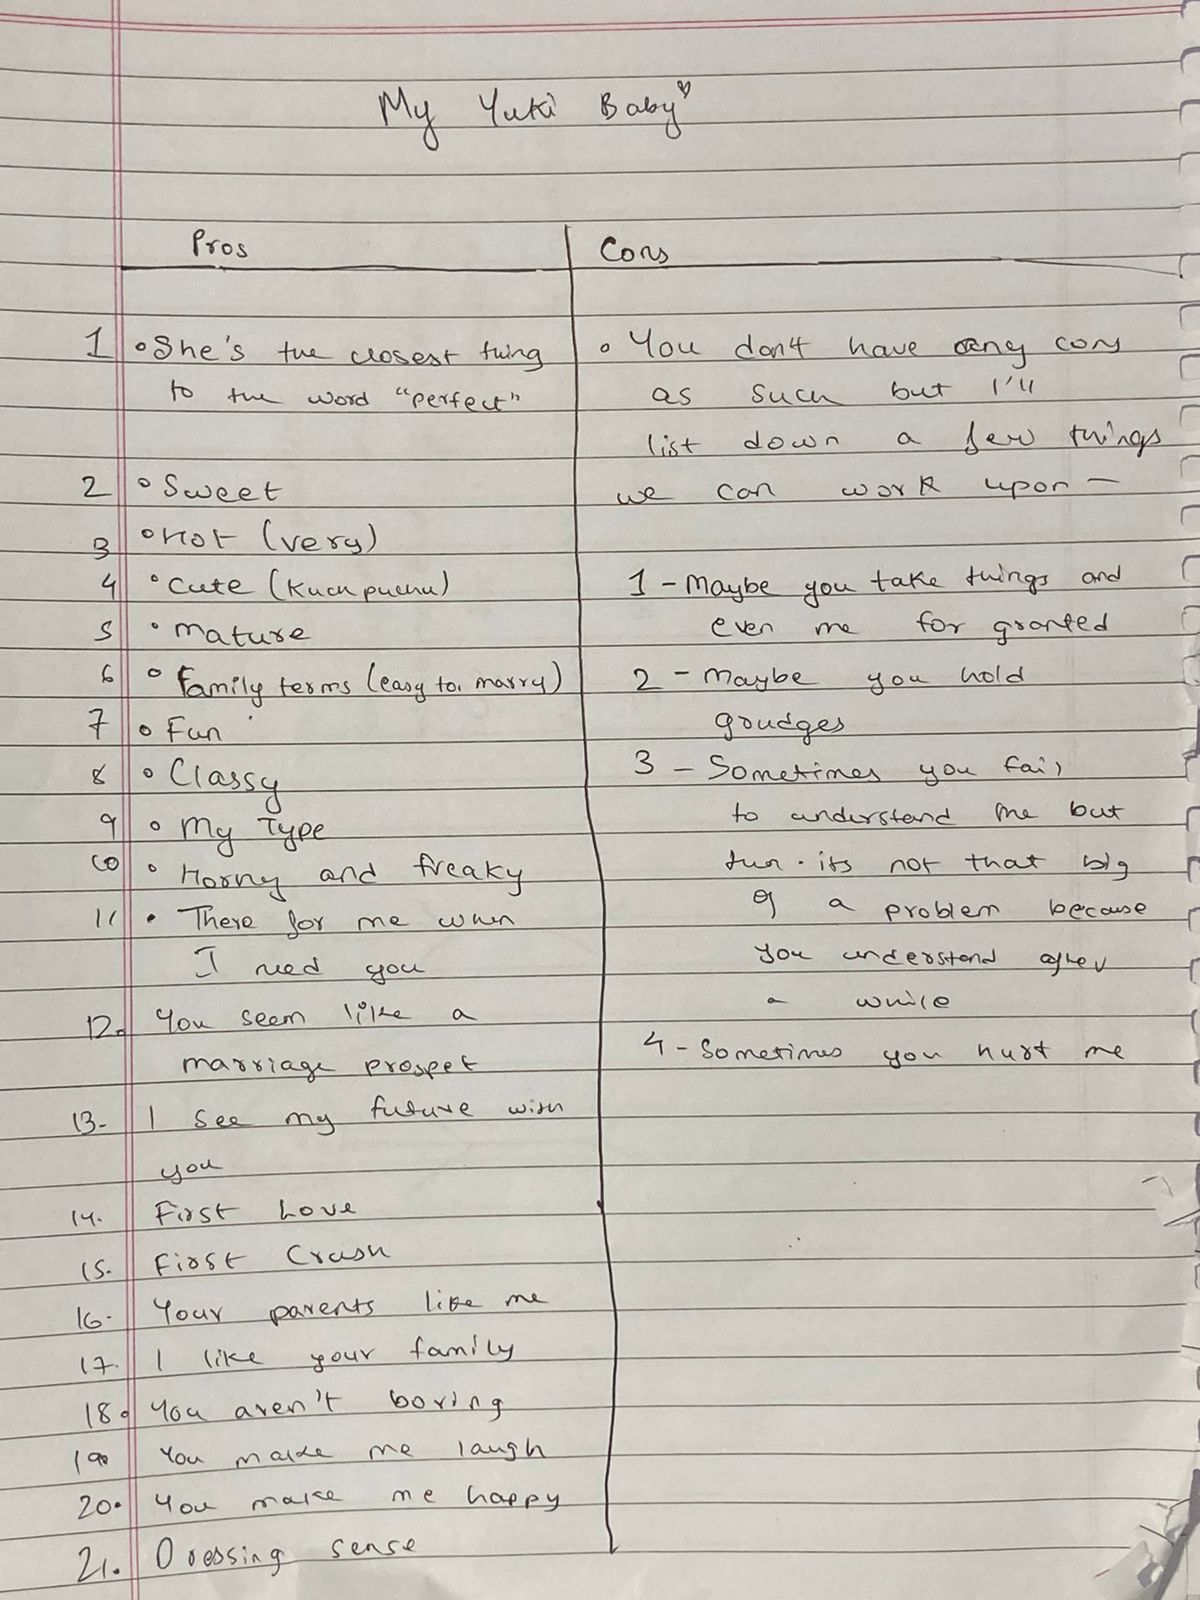 My Yuki Baby♡
Pros
1 • She's the closest thing
to the word "perfect"
2 • Sweet
3 • Hot (very)
4 • Cute (Kuchpuchu)
5 • Mature
6 • Family terms (easy to marry)
7 • Fun
8 • Classy
9 • My Type
10 • Horny and freaky
11 • There for me when
I need you
12. You seem like a
marriage prospet
13- I see my future with
you
14. First Love
15. First Crush
16- Your parents like me
17. I like your family
18. You aren't boring
19. You make me laugh
20. You make me happy
21. Dressing sense
Cons
• You don't have any cons
as such but I'll
list down a few things
we can work upon —
1 - Maybe you take things and
even me for granted
2 - Maybe you hold
grudges
3 - Sometimes you fail
to understand me but
its not that big
of a problem because
you understand after
a while
4 - Sometimes you hurt me